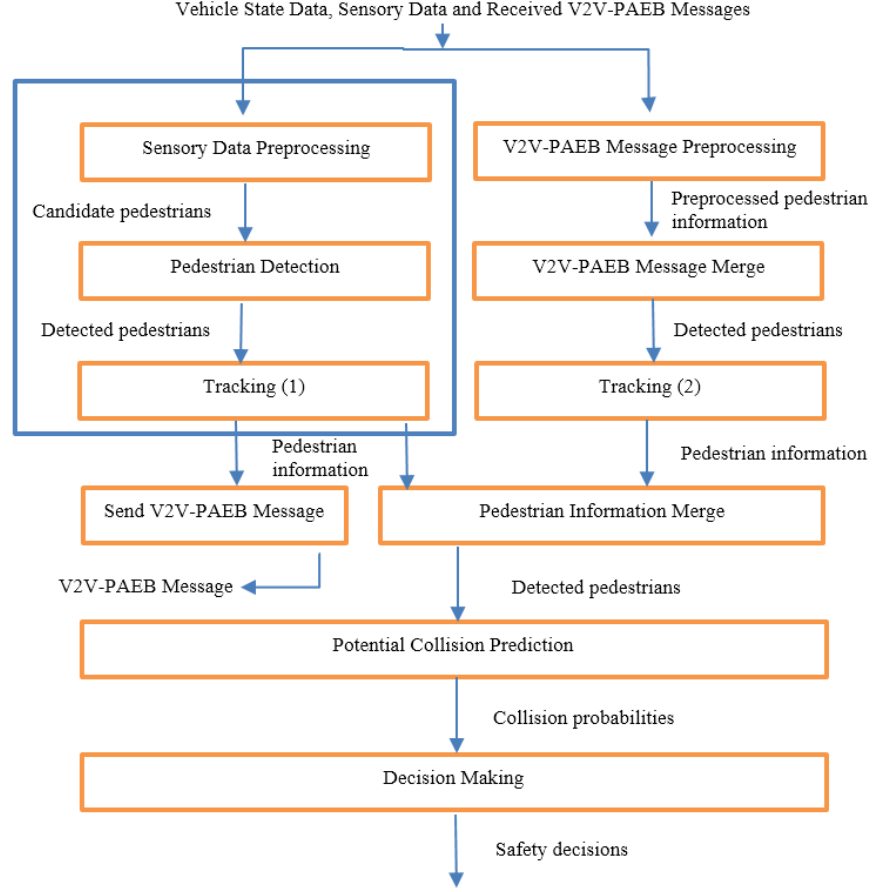 Vehicle State Data, Sensory Data and Received V2V-PAEB Messages
Sensory Data Preprocessing
V2V-PAEB Message Preprocessing
Candidate pedestrians
Preprocessed pedestrian
information
Pedestrian Detection
V2V-PAEB Message Merge
Detected pedestrians
Detected pedestrians
Tracking (1)
Tracking (2)
Pedestrian
information
Pedestrian information
Send V2V-PAEB Message
Pedestrian Information Merge
V2V-PAEB Message
Detected pedestrians
Potential Collision Prediction
Collision probabilities
Decision Making
Safety decisions